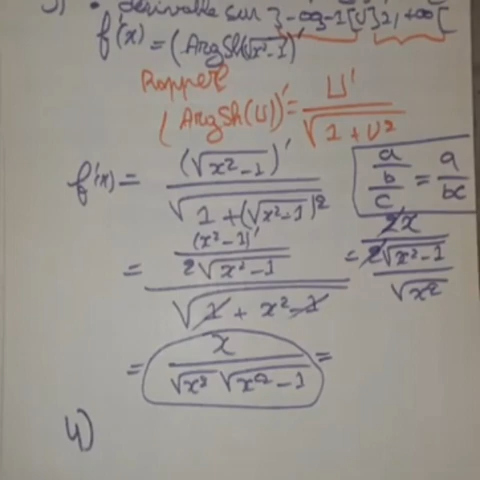 3) • dérivable sur ]-∞,-1[∪]1,+∞[
f'(x) = (ArgSh(√x²-1))'
Rappel
(ArgSh(U))' = U' / √1+U²
f'(x) = (√x²-1)' / √1+(√x²-1)²
a/b/c = a/bc
= (x²-1)' / 2√x²-1 / √1+x²-1 = 2x / 2√x²-1 / √x²
= x / √x² √x²-1 =
4)